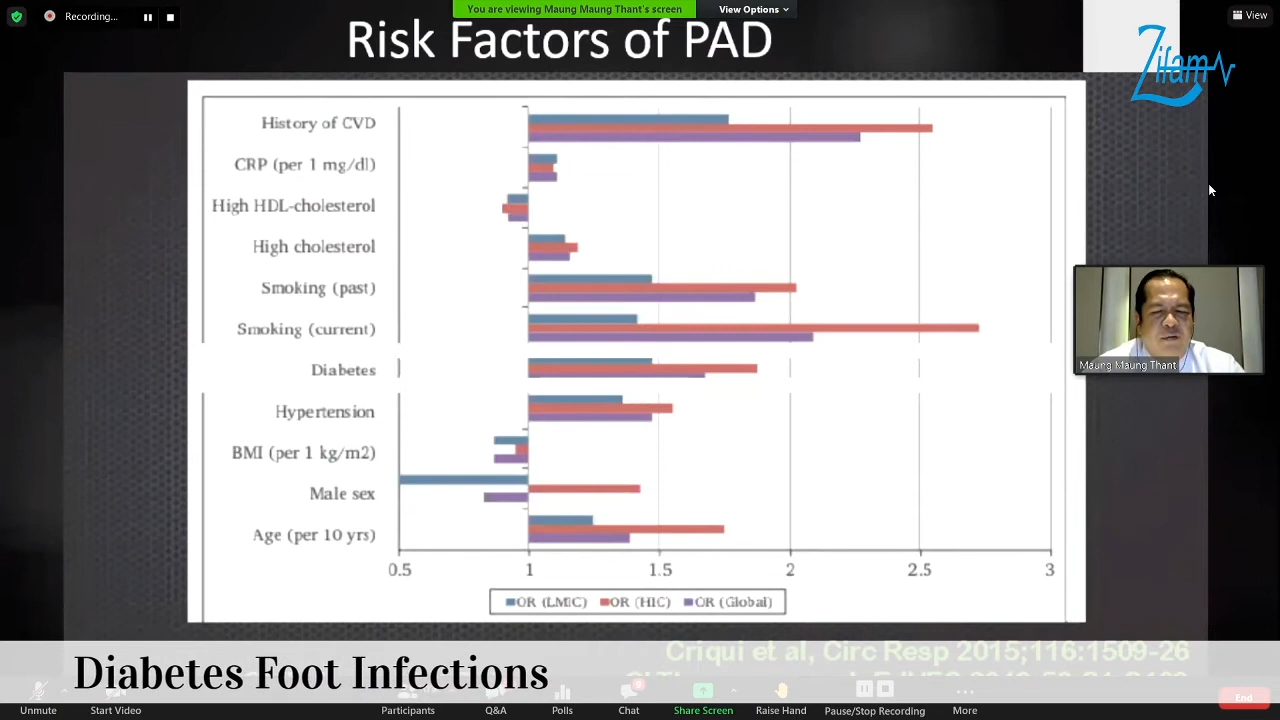 Recording...
You are viewing Maung Maung Thant's screen
View Options
View
Risk Factors of PAD
Zifam
History of CVD
CRP (per 1 mg/dl)
High HDL-cholesterol
High cholesterol
Smoking (past)
Smoking (current)
Diabetes
Hypertension
BMI (per 1 kg/m2)
Male sex
Age (per 10 yrs)
0.5 1 1.5 2 2.5 3
OR (LMIC) OR (HIC) OR (Global)
Maung Maung Thant
Criqui et al, Circ Resp 2015;116:1509-26
Diabetes Foot Infections
Unmute Start Video Participants Q&A Polls Chat Share Screen Raise Hand Pause/Stop Recording More End